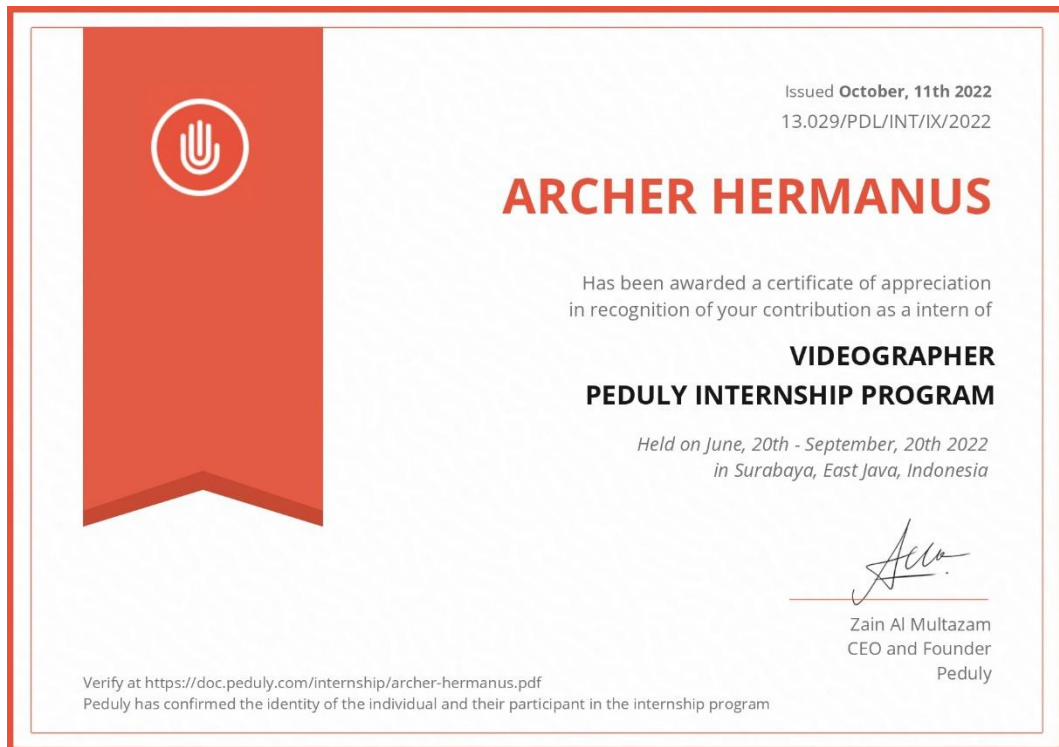 Issued October, 11th 2022
13.029/PDL/INT/IX/2022
ARCHER HERMANUS
Has been awarded a certificate of appreciation
in recognition of your contribution as a intern of
VIDEOGRAPHER
PEDULY INTERNSHIP PROGRAM
Held on June, 20th - September, 20th 2022
in Surabaya, East Java, Indonesia
Zain Al Multazam
CEO and Founder
Peduly
Verify at https://doc.peduly.com/internship/archer-hermanus.pdf
Peduly has confirmed the identity of the individual and their participant in the internship program